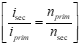 [i_sec / i_prim] = n_prim / n_sec